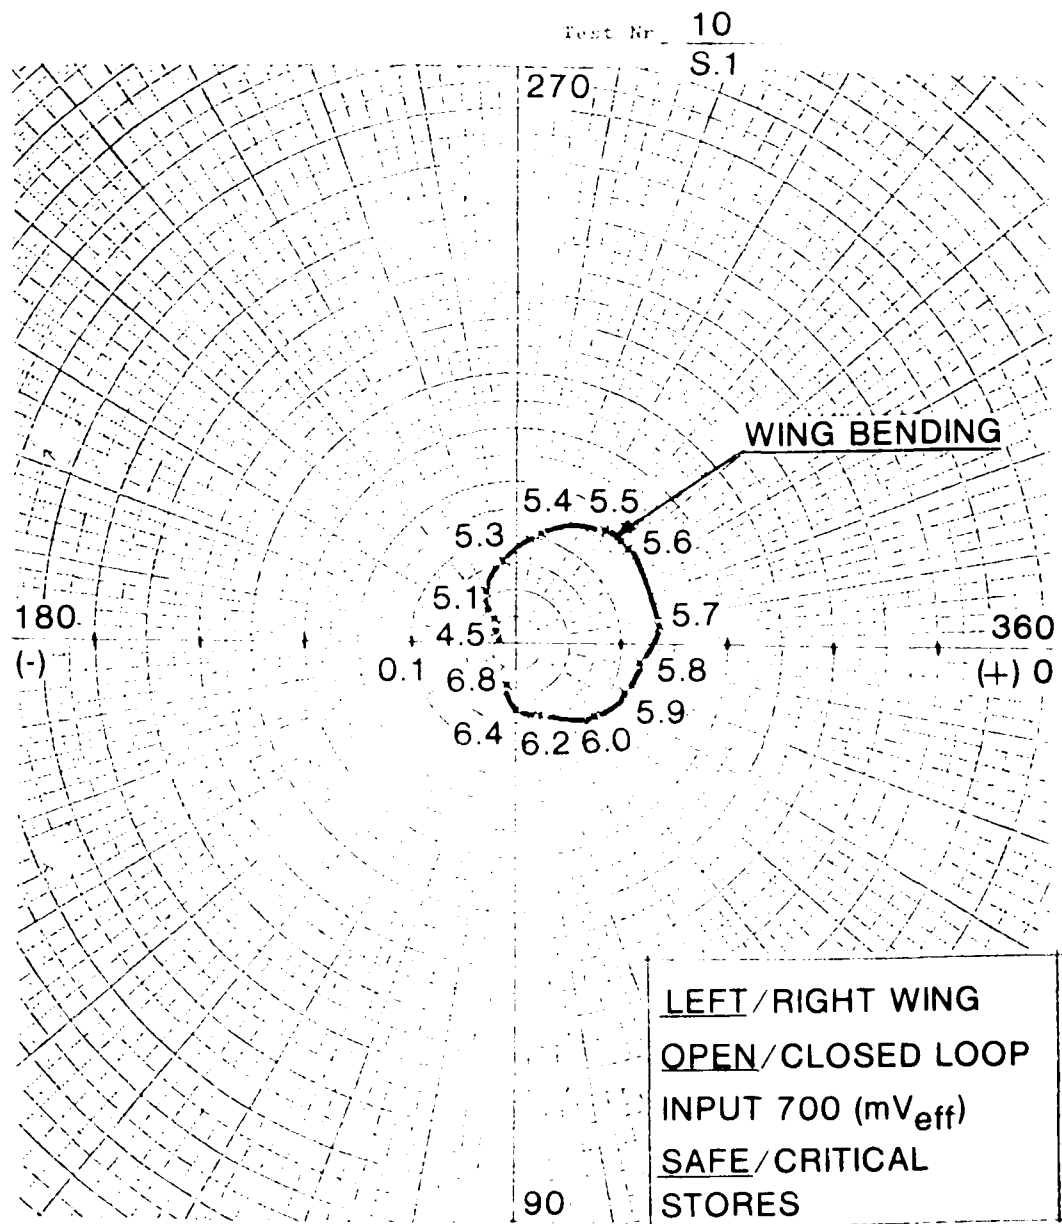 Test Nr 10
S.1
270
WING BENDING
5.4 5.5
5.3 5.6
5.1 5.7
180 4.5 360
(-) 0.1 5.8 (+) 0
6.8 5.9
6.4 6.2 6.0
LEFT/RIGHT WING
OPEN/CLOSED LOOP
INPUT 700 (mVeff)
SAFE/CRITICAL
STORES
90